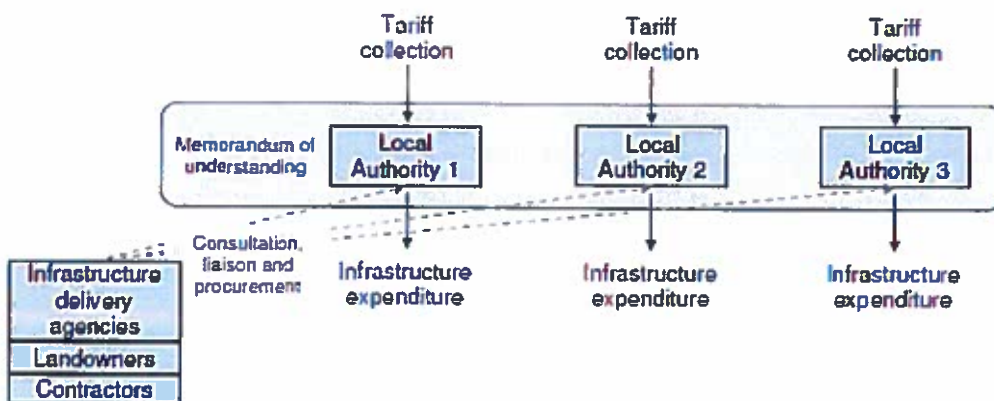 Tariff
collection
Tariff
collection
Tariff
collection
Memorandum of
understanding
Local
Authority 1
Local
Authority 2
Local
Authority 3
Consultation,
liaison and
procurement
Infrastructure
expenditure
Infrastructure
expenditure
Infrastructure
expenditure
Infrastructure
delivery
agencies
Landowners
Contractors